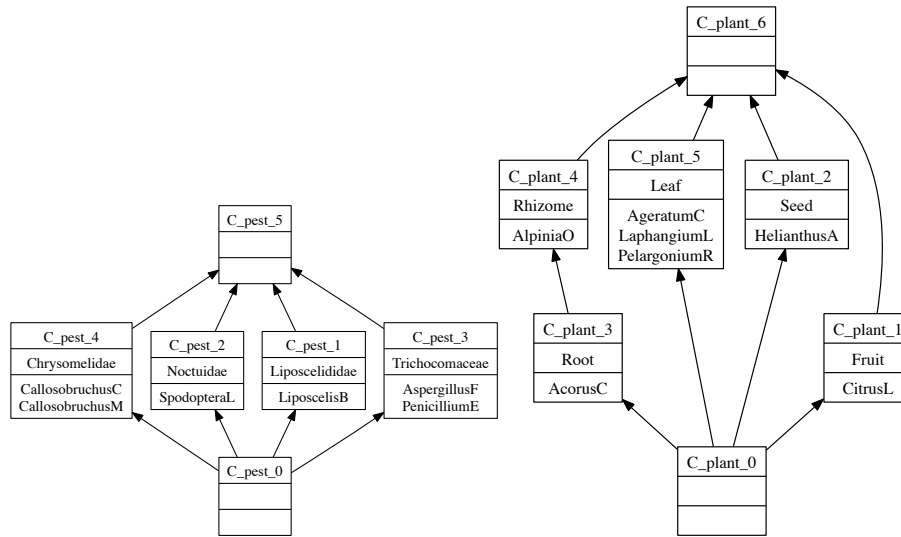 C_pest_5
C_pest_4
Chrysomelidae
CallosobruchusC
CallosobruchusM
C_pest_2
Noctuidae
SpodopteraL
C_pest_1
Liposcelididae
LiposcelisB
C_pest_3
Trichocomaceae
AspergillusF
PenicilliumE
C_pest_0
C_plant_6
C_plant_4
Rhizome
AlpiniaO
C_plant_5
Leaf
AgeratumC
LaphangiumL
PelargoniumR
C_plant_2
Seed
HelianthusA
C_plant_3
Root
AcorusC
C_plant_1
Fruit
CitrusL
C_plant_0